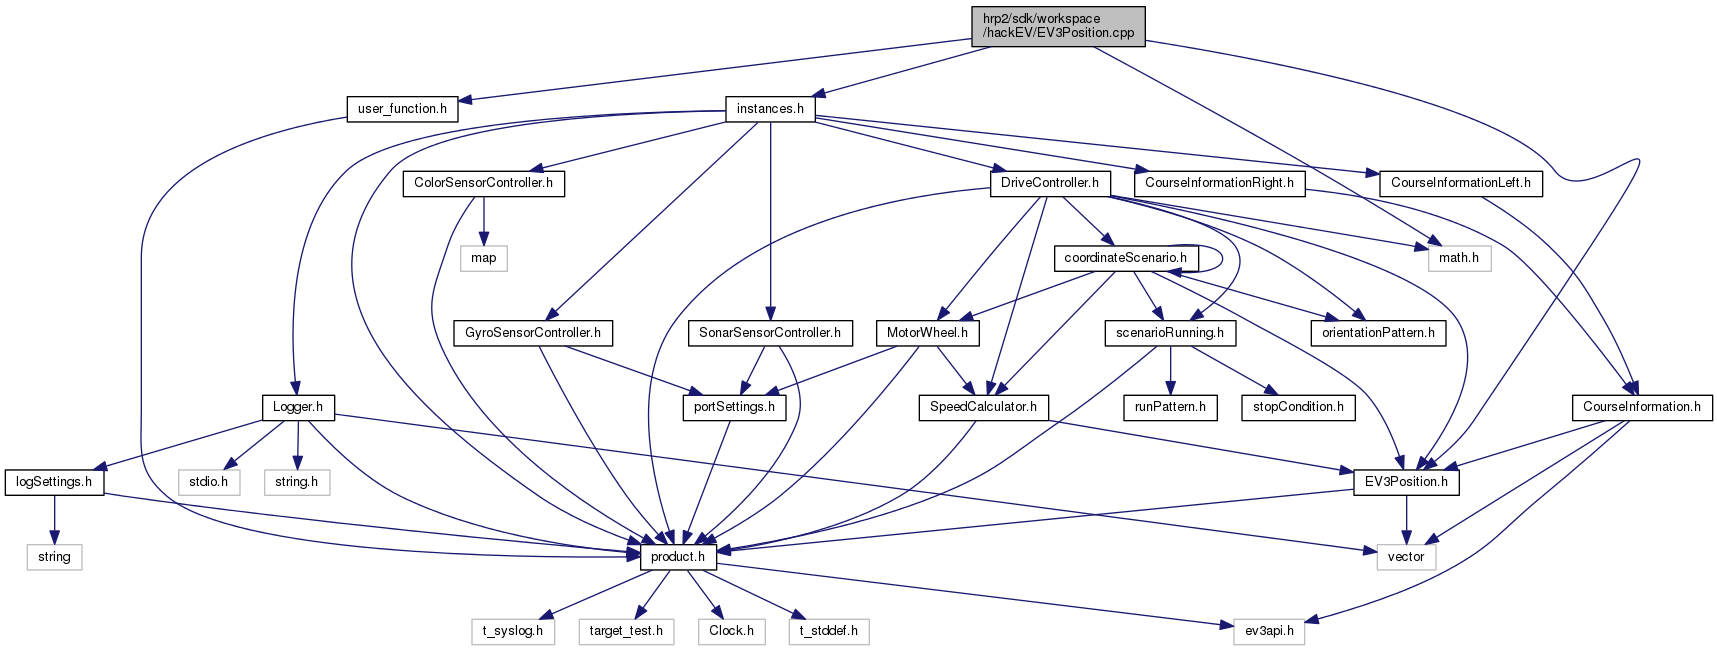 hrp2/sdk/workspace
/hackEV/EV3Position.cpp
user_function.h
instances.h
ColorSensorController.h
DriveController.h
CourseInformationRight.h
CourseInformationLeft.h
map
coordinateScenario.h
math.h
GyroSensorController.h
SonarSensorController.h
MotorWheel.h
scenarioRunning.h
orientationPattern.h
Logger.h
portSettings.h
SpeedCalculator.h
runPattern.h
stopCondition.h
CourseInformation.h
logSettings.h
stdio.h
string.h
EV3Position.h
string
product.h
vector
t_syslog.h
target_test.h
Clock.h
t_stddef.h
ev3api.h